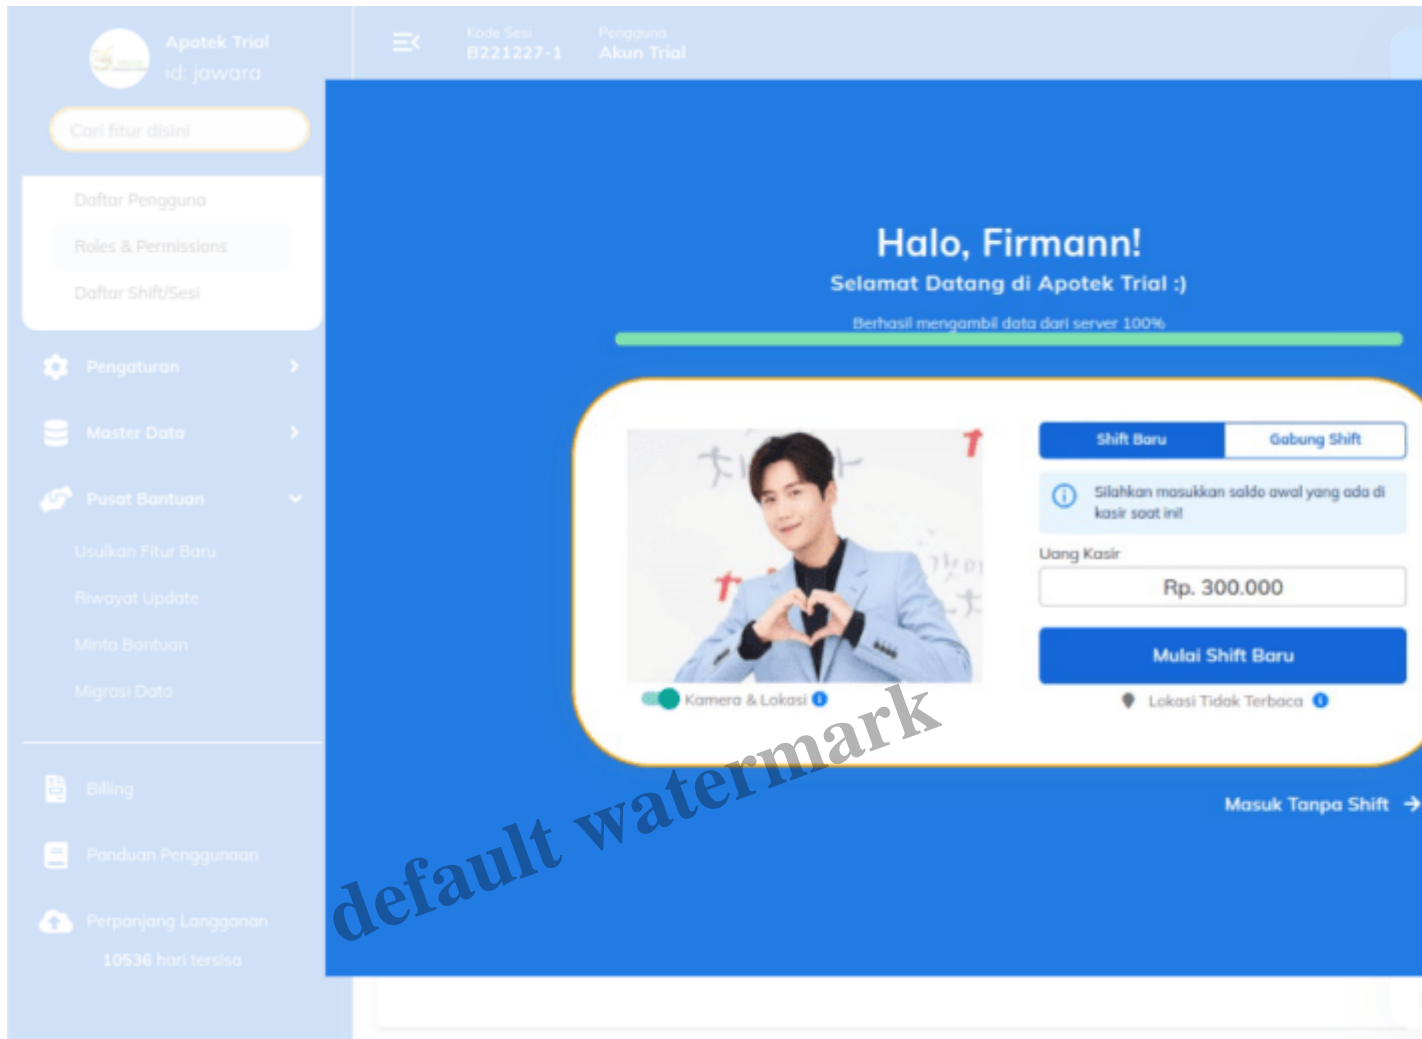 Apotek Trial
id: jawara
Cari fitur disini
Daftar Pengguna
Roles & Permissions
Daftar Shift/Sesi
Pengaturan
Master Data
Pusat Bantuan
Usulkan Fitur Baru
Riwayat Update
Minta Bantuan
Migrasi Data
Billing
Panduan Penggunaan
Perpanjang Langganan
10536 hari tersisa
Kode Sesi
B221227-1
Pengguna
Akun Trial
Halo, Firmann!
Selamat Datang di Apotek Trial :)
Berhasil mengambil data dari server 100%
Kamera & Lokasi
Shift Baru
Gabung Shift
Silahkan masukkan saldo awal yang ada di
kasir saat ini!
Uang Kasir
Rp. 300.000
Mulai Shift Baru
Lokasi Tidak Terbaca
Masuk Tanpa Shift
default watermark